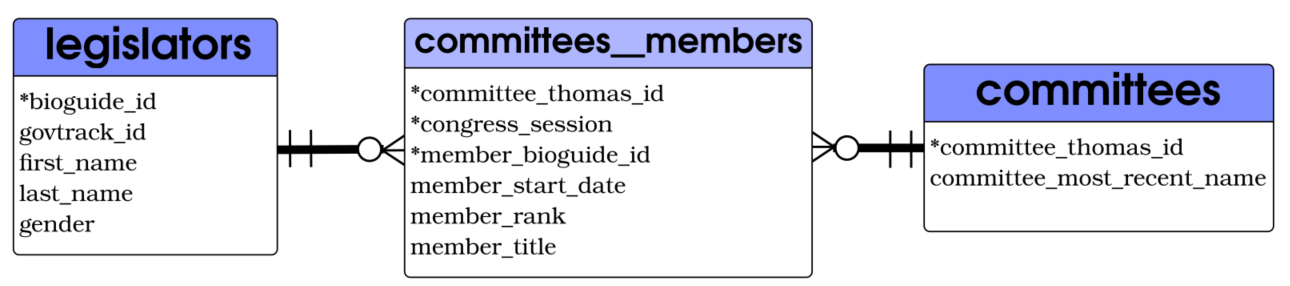 legislators
*bioguide_id
govtrack_id
first_name
last_name
gender
committees__members
*committee_thomas_id
*congress_session
*member_bioguide_id
member_start_date
member_rank
member_title
committees
*committee_thomas_id
committee_most_recent_name